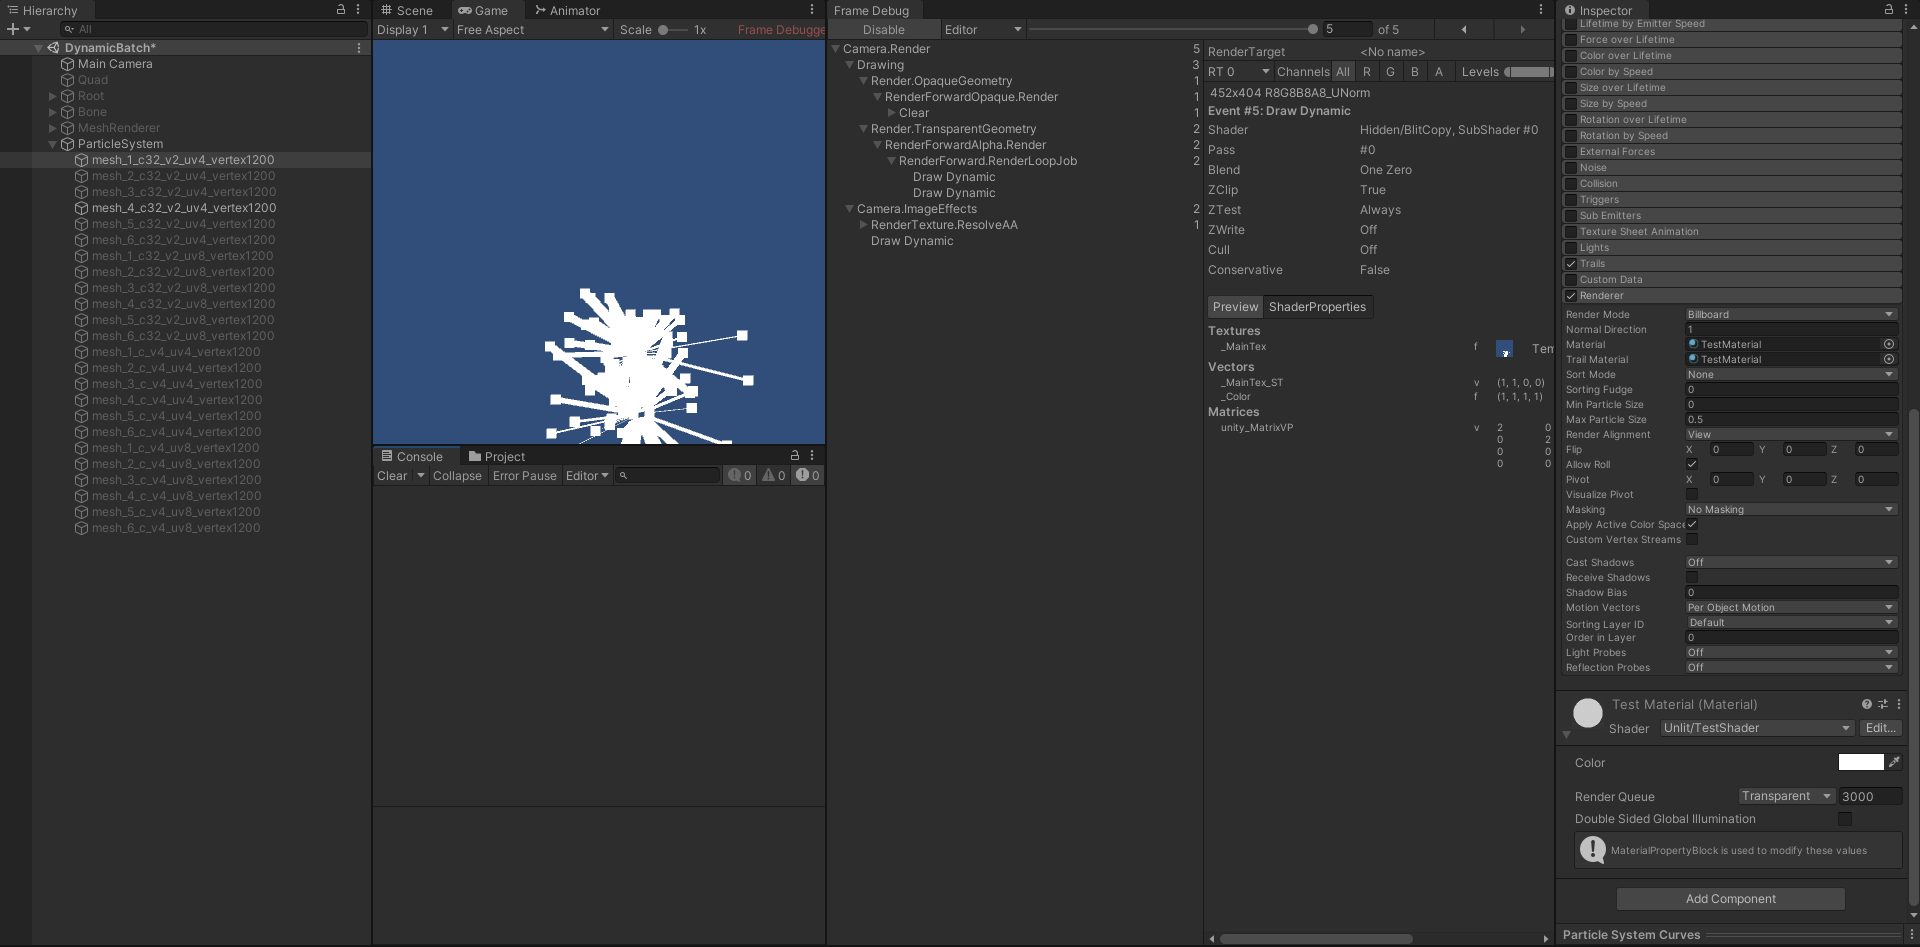 Hierarchy
All
DynamicBatch*
Main Camera
Quad
Root
Bone
MeshRenderer
ParticleSystem
mesh_1_c32_v2_uv4_vertex1200
mesh_2_c32_v2_uv4_vertex1200
mesh_3_c32_v2_uv4_vertex1200
mesh_4_c32_v2_uv4_vertex1200
mesh_5_c32_v2_uv4_vertex1200
mesh_6_c32_v2_uv4_vertex1200
mesh_1_c32_v2_uv8_vertex1200
mesh_2_c32_v2_uv8_vertex1200
mesh_3_c32_v2_uv8_vertex1200
mesh_4_c32_v2_uv8_vertex1200
mesh_5_c32_v2_uv8_vertex1200
mesh_6_c32_v2_uv8_vertex1200
mesh_1_c_v4_uv4_vertex1200
mesh_2_c_v4_uv4_vertex1200
mesh_3_c_v4_uv4_vertex1200
mesh_4_c_v4_uv4_vertex1200
mesh_5_c_v4_uv4_vertex1200
mesh_6_c_v4_uv4_vertex1200
mesh_1_c_v4_uv8_vertex1200
mesh_2_c_v4_uv8_vertex1200
mesh_3_c_v4_uv8_vertex1200
mesh_4_c_v4_uv8_vertex1200
mesh_5_c_v4_uv8_vertex1200
mesh_6_c_v4_uv8_vertex1200
Scene Game Animator
Display 1 Free Aspect Scale 1x Frame Debugge
Console Project
Clear Collapse Error Pause Editor 0 0 0
Frame Debug
Disable Editor 5 of 5
Camera.Render 5
Drawing 3
Render.OpaqueGeometry 1
RenderForwardOpaque.Render 1
Clear 1
Render.TransparentGeometry 2
RenderForwardAlpha.Render 2
RenderForward.RenderLoopJob 2
Draw Dynamic
Draw Dynamic
Camera.ImageEffects 2
RenderTexture.ResolveAA 1
Draw Dynamic
RenderTarget <No name>
RT 0 Channels All R G B A Levels
452x404 R8G8B8A8_UNorm
Event #5: Draw Dynamic
Shader Hidden/BlitCopy, SubShader #0
Pass #0
Blend One Zero
ZClip True
ZTest Always
ZWrite Off
Cull Off
Conservative False
Preview ShaderProperties
Textures
_MainTex f Tem
Vectors
_MainTex_ST v (1, 1, 0, 0)
_Color f (1, 1, 1, 1)
Matrices
unity_MatrixVP v 2 0
0 2
0 0
0 0
Inspector
Lifetime by Emitter Speed
Force over Lifetime
Color over Lifetime
Color by Speed
Size over Lifetime
Size by Speed
Rotation over Lifetime
Rotation by Speed
External Forces
Noise
Collision
Triggers
Sub Emitters
Texture Sheet Animation
Lights
Trails
Custom Data
Renderer
Render Mode Billboard
Normal Direction 1
Material TestMaterial
Trail Material TestMaterial
Sort Mode None
Sorting Fudge 0
Min Particle Size 0
Max Particle Size 0.5
Render Alignment View
Flip X 0 Y 0 Z 0
Allow Roll
Pivot X 0 Y 0 Z 0
Visualize Pivot
Masking No Masking
Apply Active Color Space
Custom Vertex Streams
Cast Shadows Off
Receive Shadows
Shadow Bias 0
Motion Vectors Per Object Motion
Sorting Layer ID Default
Order in Layer 0
Light Probes Off
Reflection Probes Off
Test Material (Material)
Shader Unlit/TestShader Edit...
Color
Render Queue Transparent 3000
Double Sided Global Illumination
MaterialPropertyBlock is used to modify these values
Add Component
Particle System Curves